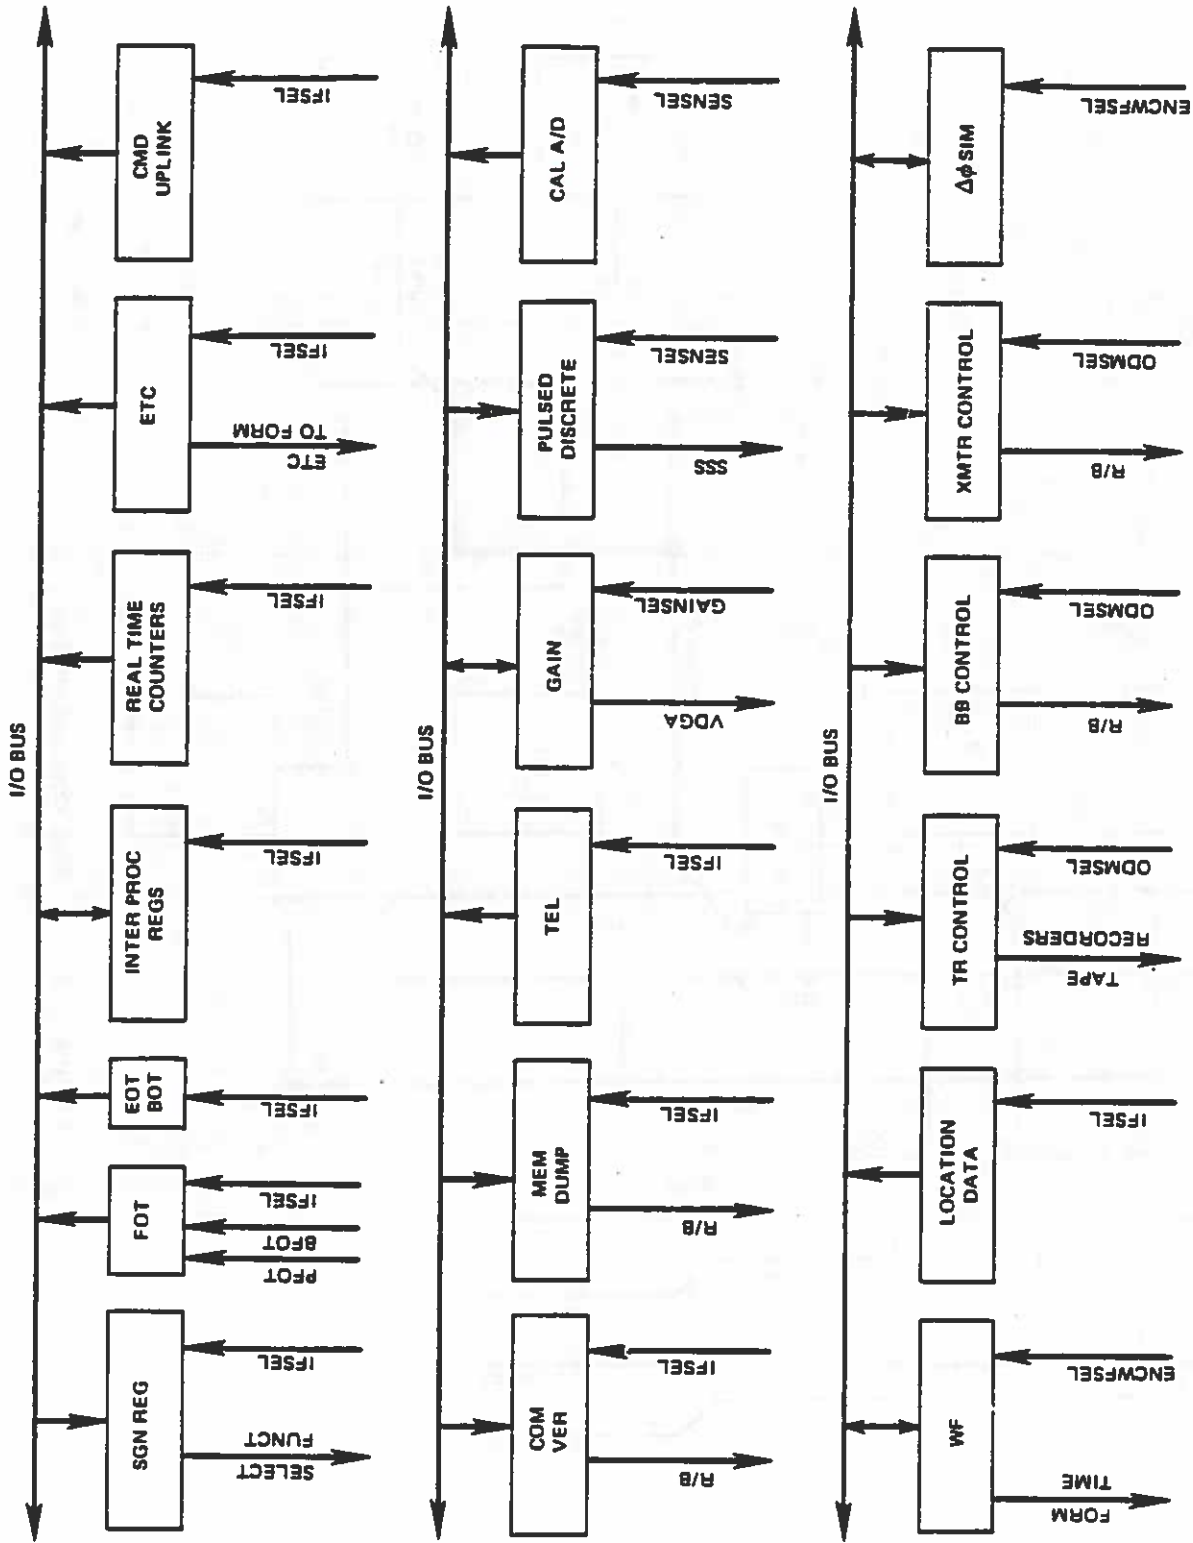 I/O BUS
SGN REG
SELECT
FUNCT
IFSEL
FOT
PFOT
BFOT
IFSEL
EOT
BOT
IFSEL
INTER PROC
REGS
IFSEL
REAL TIME
COUNTERS
IFSEL
ETC
ETC
TO FORM
IFSEL
CMD
UPLINK
IFSEL
I/O BUS
COM
VER
R/B
IFSEL
MEM
DUMP
R/B
IFSEL
TEL
IFSEL
GAIN
VDGA
GAINSEL
PULSED
DISCRETE
SSS
SENSEL
CAL A/D
SENSEL
I/O BUS
WF
FORM
TIME
ENCWFSEL
LOCATION
DATA
IFSEL
TR CONTROL
TAPE
RECORDERS
ODMSEL
BB CONTROL
R/B
ODMSEL
XMTR CONTROL
R/B
ODMSEL
Δϕ SIM
ENCWFSEL